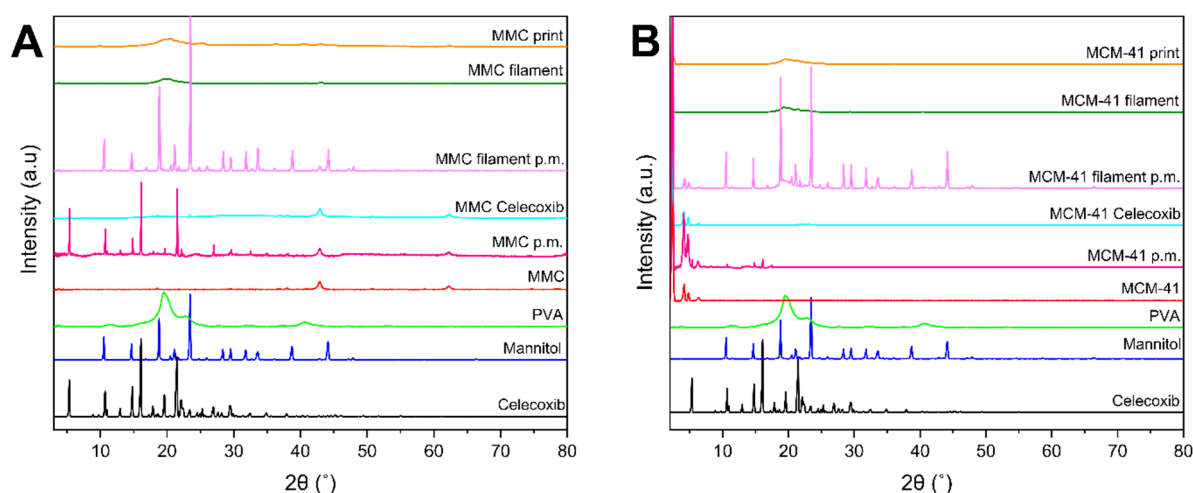 A
MMC print
MMC filament
MMC filament p.m.
MMC Celecoxib
MMC p.m.
MMC
PVA
Mannitol
Celecoxib
Intensity (a.u)
10 20 30 40 50 60 70 80
2θ (°)
B
MCM-41 print
MCM-41 filament
MCM-41 filament p.m.
MCM-41 Celecoxib
MCM-41 p.m.
MCM-41
PVA
Mannitol
Celecoxib
Intensity (a.u.)
10 20 30 40 50 60 70 80
2θ (°)